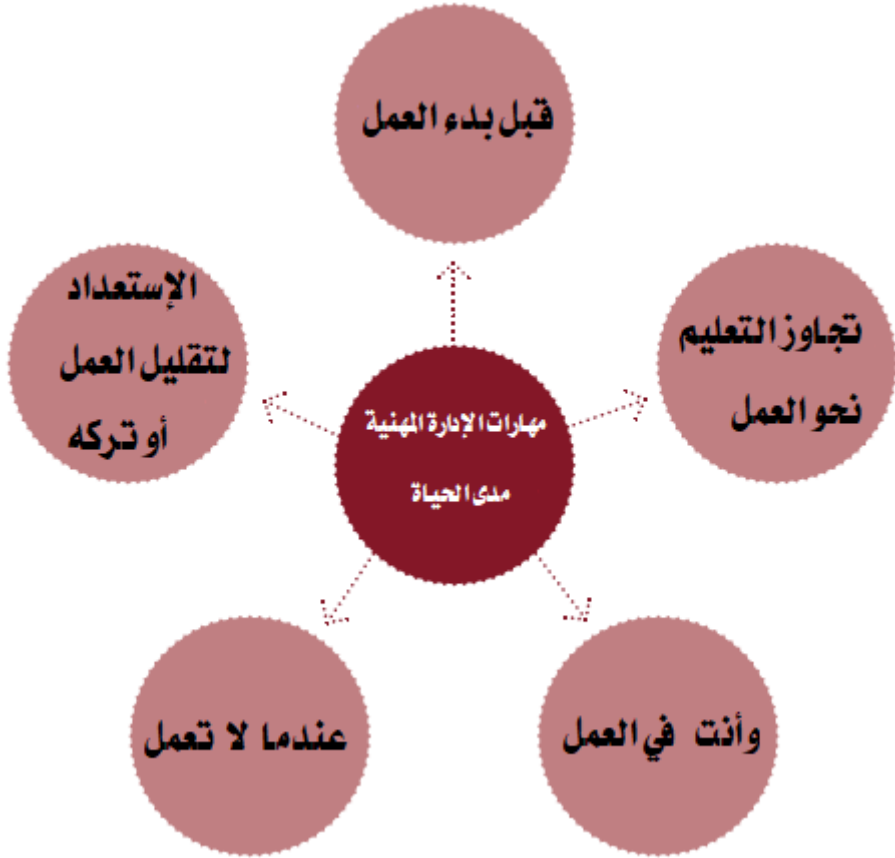 قبل بدء العمل
تجاوز التعليم
نحو العمل
وأنت في العمل
عندما لا تعمل
الإستعداد
لتقليل العمل
أو تركه
مهارات الإدارة المهنية
مدى الحياة